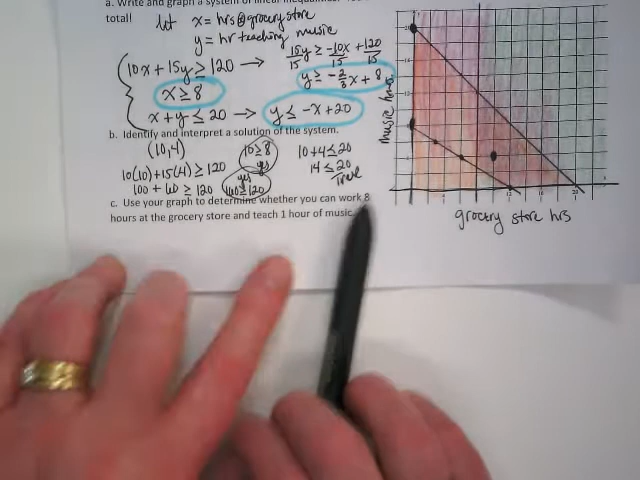 a. Write and graph a system of linear
total! let x = hrs @ grocery store
y = hr teaching music
10x + 15y ≥ 120 → 15y/15 ≥ -10x/15 + 120/15
x ≥ 8 y ≥ -2/3 x + 8
x + y ≤ 20 → y ≤ -x + 20
b. Identify and interpret a solution of the system.
(10,4) 10 ≥ 8 10 + 4 ≤ 20
yes
10(10) + 15(4) ≥ 120 14 ≤ 20
yes True
100 + 60 ≥ 120 160 ≥ 120
c. Use your graph to determine whether you can work 8
hours at the grocery store and teach 1 hour of music.
music hours
grocery store hrs